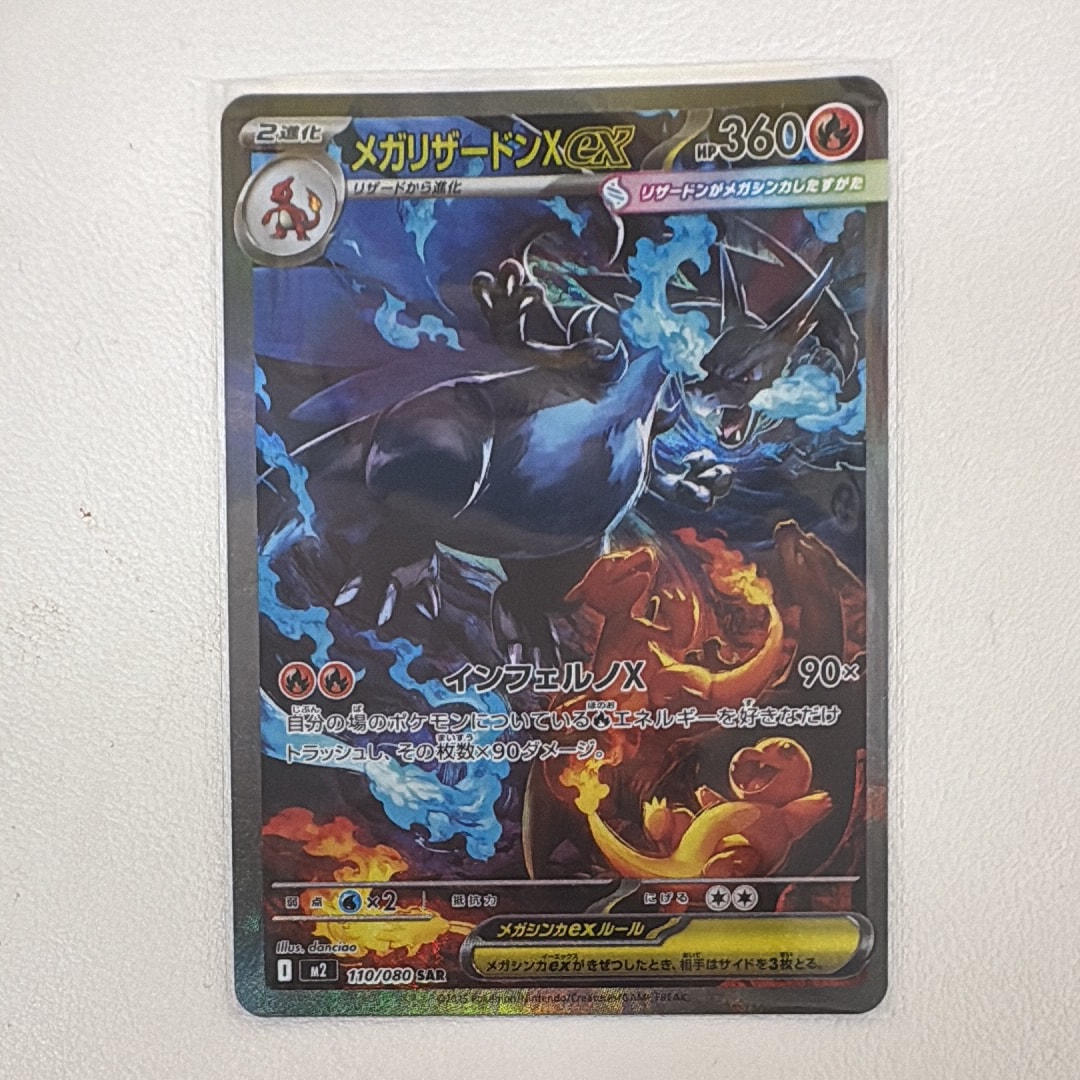 2進化
メガリザードンXex
HP360
リザードから進化
リザードンがメガシンカしたすがた
インフェルノX 90×
自分の場のポケモンについているエネルギーを好きなだけ
トラッシュし、その枚数×90ダメージ。
弱点 ×2 抵抗力 にげる
メガシンカexルール
メガシンカexがきぜつしたとき、相手はサイドを3枚とる。
Illus. danciao
M2 110/080 SAR
©2025 Pokémon/Nintendo/Creatures/GAME FREAK